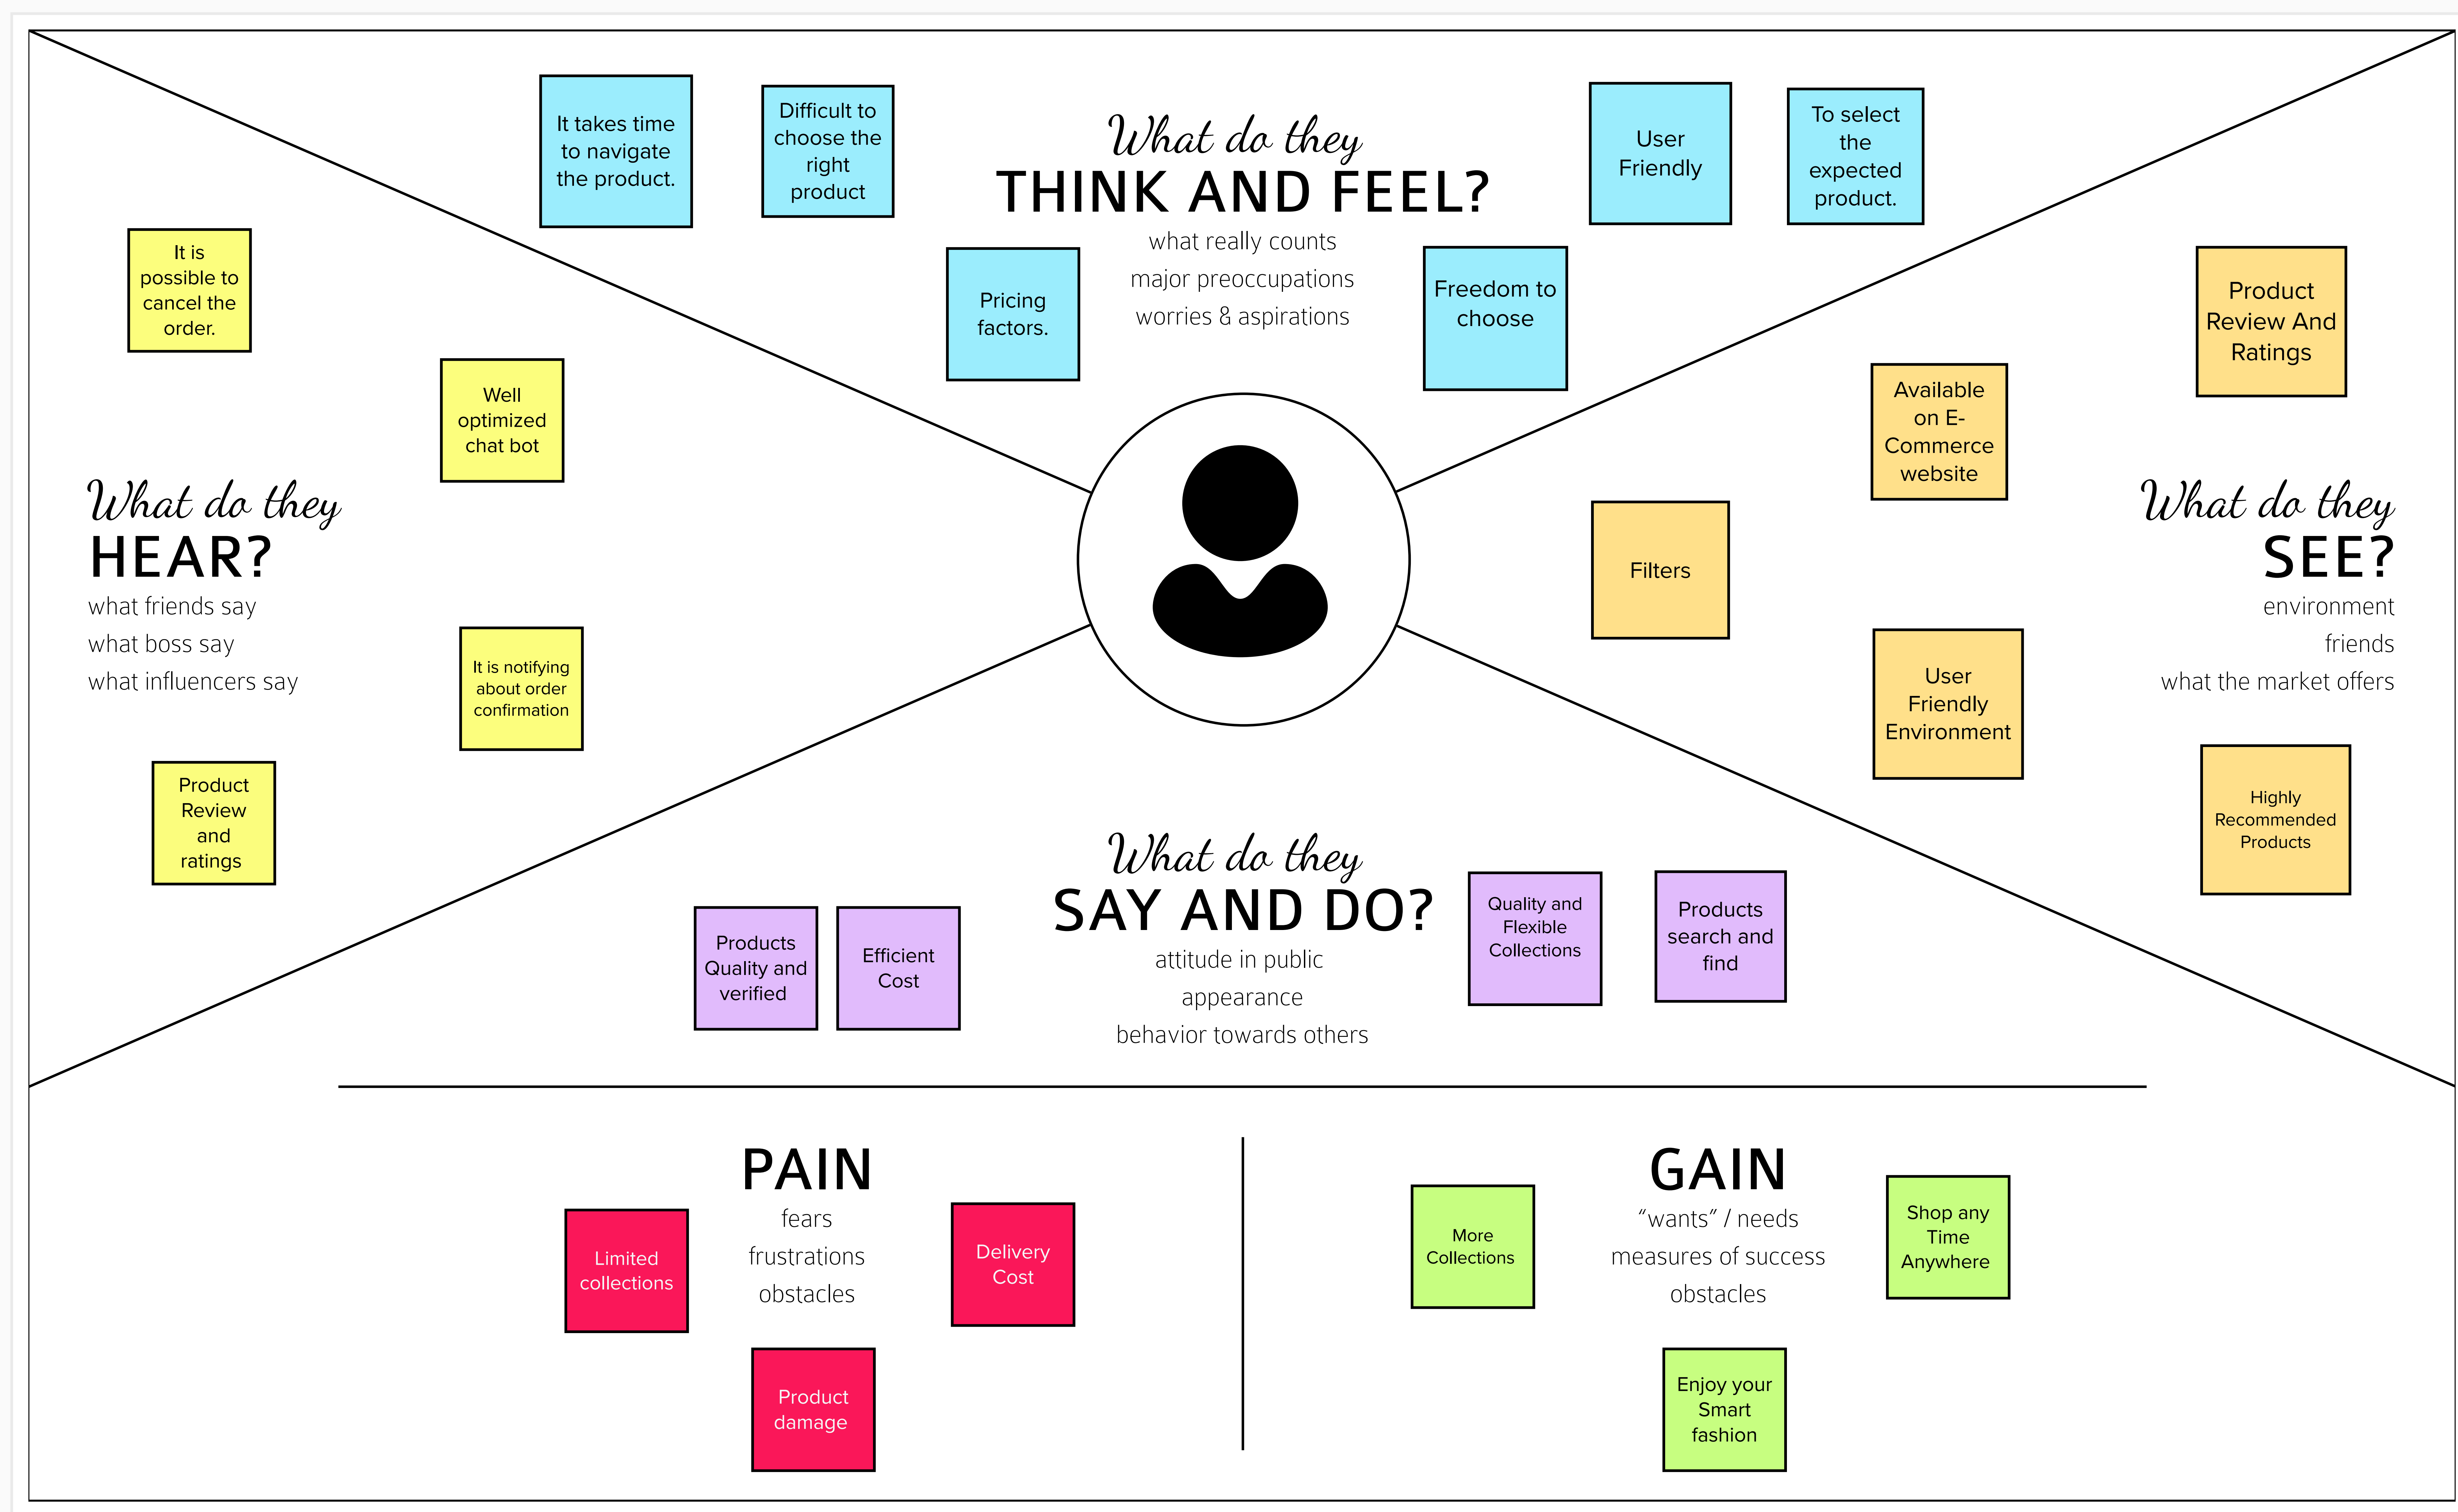 It takes time
to navigate
the product.
Difficult to
choose the
right
product
What do they
THINK AND FEEL?
what really counts
major preoccupations
worries & aspirations
Pricing
factors.
User
Friendly
To select
the
expected
product.
Freedom to
choose
It is
possible to
cancel the
order.
Well
optimized
chat bot
What do they
HEAR?
what friends say
what boss say
what influencers say
It is notifying
about order
confirmation
Product
Review
and
ratings
Product
Review And
Ratings
Available
on E-
Commerce
website
Filters
What do they
SEE?
environment
friends
what the market offers
User
Friendly
Environment
Highly
Recommended
Products
What do they
SAY AND DO?
attitude in public
appearance
behavior towards others
Products
Quality and
verified
Efficient
Cost
Quality and
Flexible
Collections
Products
search and
find
PAIN
fears
frustrations
obstacles
Limited
collections
Delivery
Cost
Product
damage
GAIN
“wants” / needs
measures of success
obstacles
More
Collections
Shop any
Time
Anywhere
Enjoy your
Smart
fashion